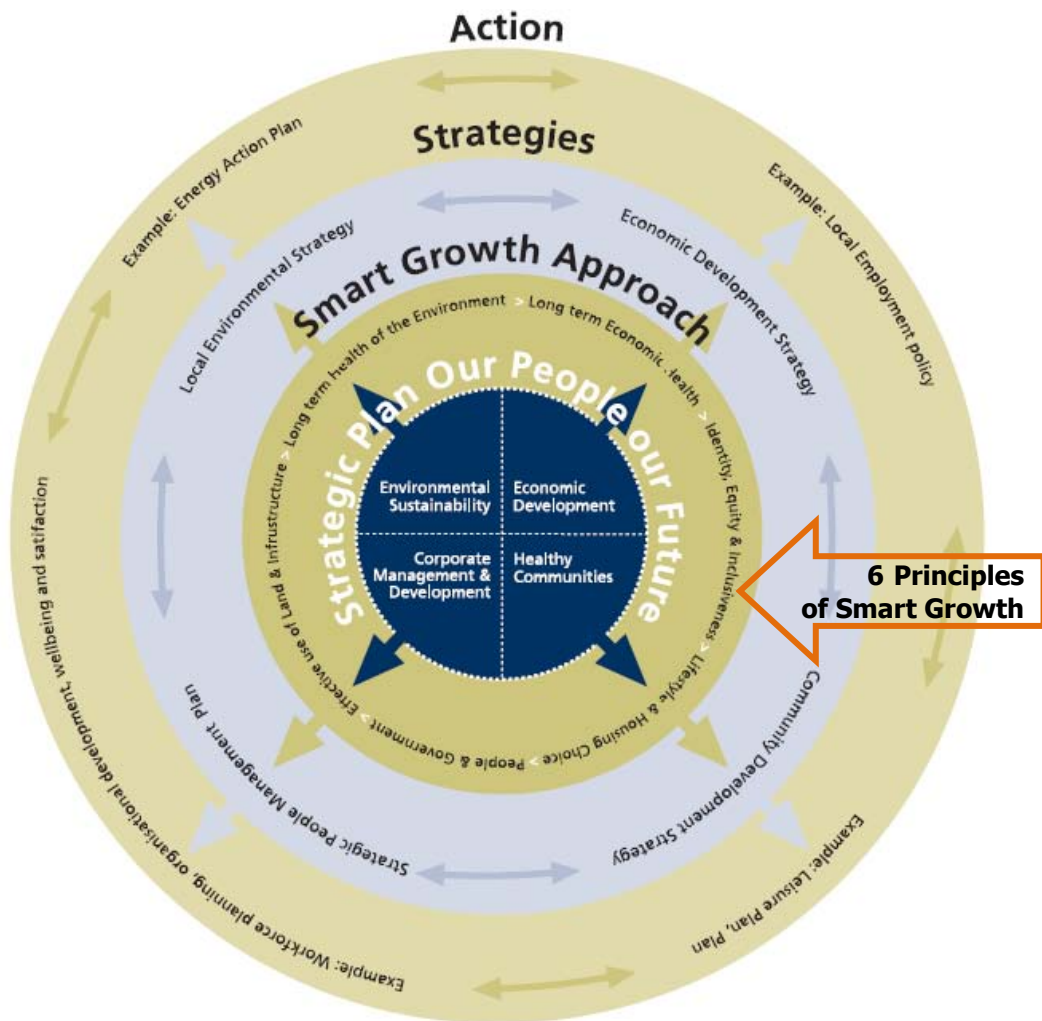 Action
Strategies
Smart Growth Approach
Strategic Plan Our People our Future
Environmental
Sustainability
Economic
Development
Corporate
Management &
Development
Healthy
Communities
Long term Health of the Environment > Long term Economic Health > Identity, Equity & Inclusiveness > Lifestyle & Housing Choice > People & Government > Effective use of Land & Infrustructure >
Local Environmental Strategy
Economic Development Strategy
Community Development Strategy
Strategic People Management Plan
Example: Energy Action Plan
Example: Local Employment policy
Example: Leisure Plan, Plan
Example: Workforce planning, organisational development, wellbeing and satifaction
6 Principles
of Smart Growth